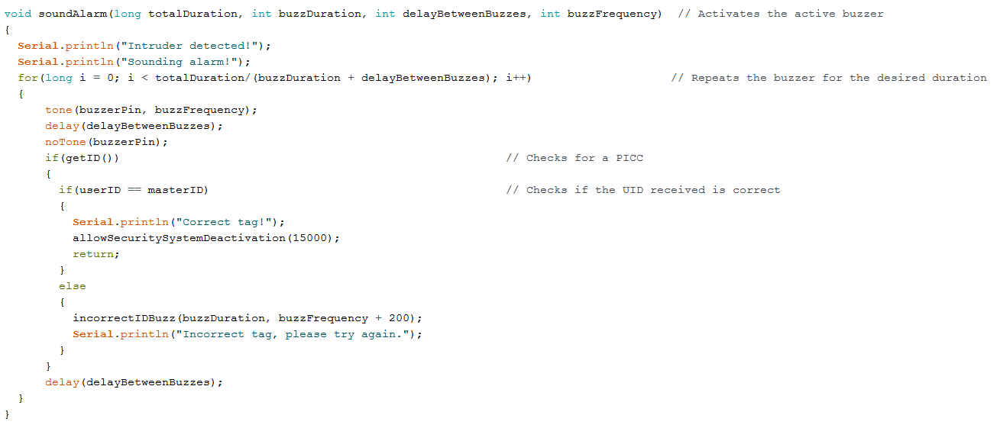 void soundAlarm(long totalDuration, int buzzDuration, int delayBetweenBuzzes, int buzzFrequency)  // Activates the active buzzer
{
  Serial.println("Intruder detected!");
  Serial.println("Sounding alarm!");
  for(long i = 0; i < totalDuration/(buzzDuration + delayBetweenBuzzes); i++)                    // Repeats the buzzer for the desired duration
  {
      tone(buzzerPin, buzzFrequency);
      delay(delayBetweenBuzzes);
      noTone(buzzerPin);
      if(getID())                                                        // Checks for a PICC
      {
        if(userID == masterID)                                           // Checks if the UID received is correct
        {
          Serial.println("Correct tag!");
          allowSecuritySystemDeactivation(15000);
          return;
        }
        else
        {
          incorrectIDBuzz(buzzDuration, buzzFrequency + 200);
          Serial.println("Incorrect tag, please try again.");
        }
      }
      delay(delayBetweenBuzzes);
  }
}